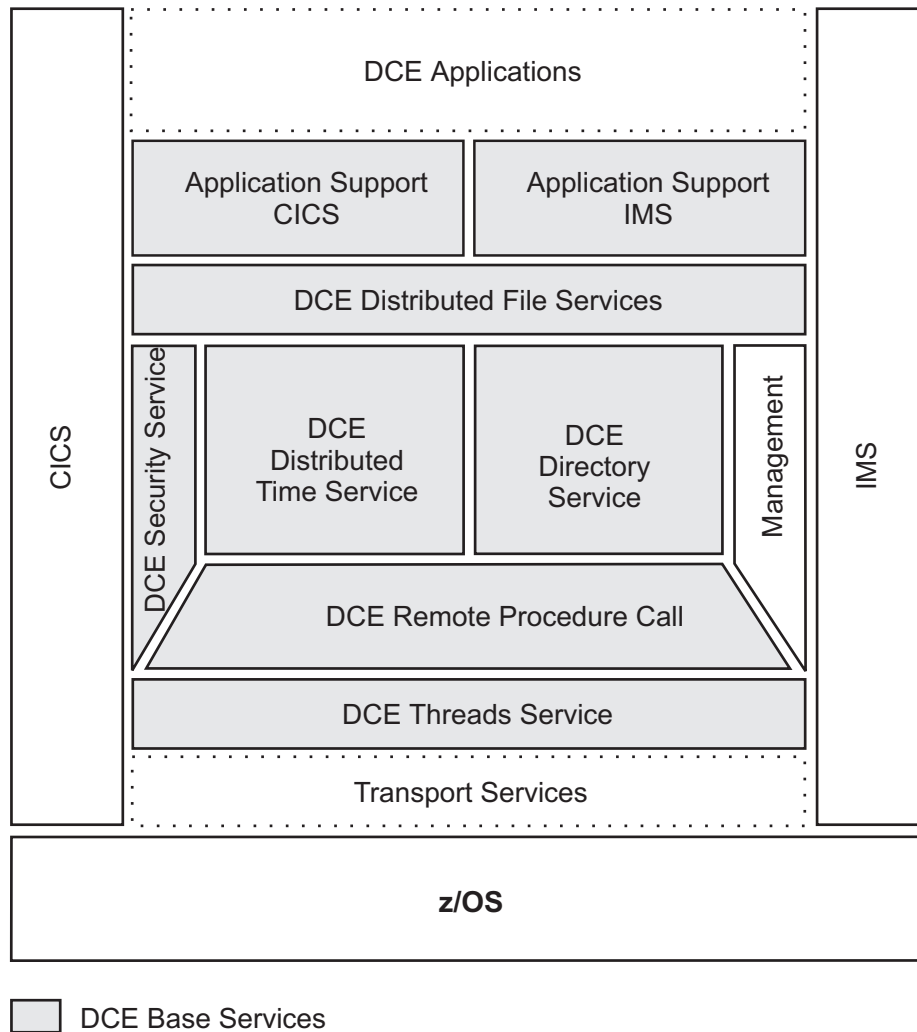 DCE Applications
Application Support
CICS
Application Support
IMS
DCE Distributed File Services
CICS
DCE Security Service
DCE
Distributed
Time Service
DCE
Directory
Service
Management
IMS
DCE Remote Procedure Call
DCE Threads Service
Transport Services
z/OS
DCE Base Services